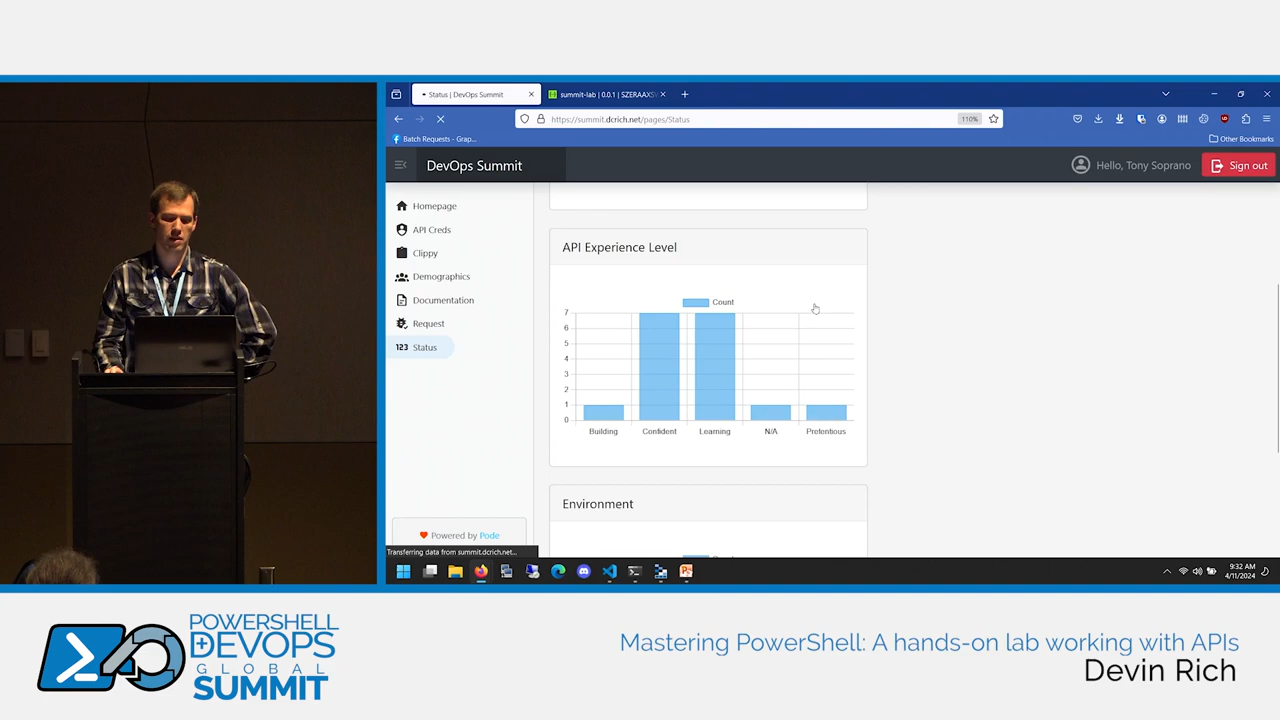 Status | DevOps Summit
summit-lab | 0.0.1 | SZERAAXS
https://summit.dcrich.net/pages/Status
110%
Batch Requests - Grap...
Other Bookmarks
DevOps Summit
Hello, Tony Soprano
Sign out
Homepage
API Creds
Clippy
Demographics
Documentation
Request
123 Status
Powered by Pode
Transferring data from summit.dcrich.net...
API Experience Level
Count
7
6
5
4
3
2
1
0
Building
Confident
Learning
N/A
Pretentious
Environment
9:32 AM
4/11/2024
POWERSHELL
+DEVOPS
GLOBAL
SUMMIT
Mastering PowerShell: A hands-on lab working with APIs
Devin Rich